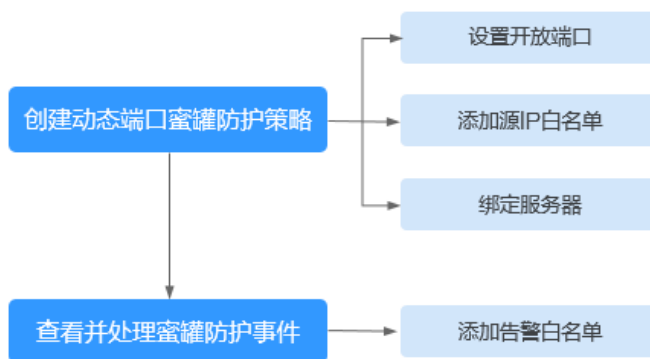 设置开放端口
创建动态端口蜜罐防护策略
添加源IP白名单
绑定服务器
查看并处理蜜罐防护事件
添加告警白名单